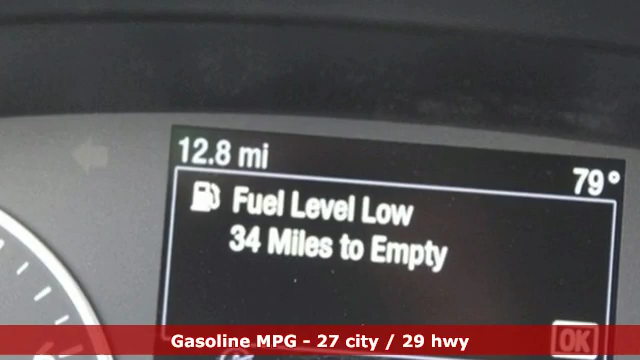 12.8 mi
79°
Fuel Level Low
34 Miles to Empty
OK
Gasoline MPG - 27 city / 29 hwy